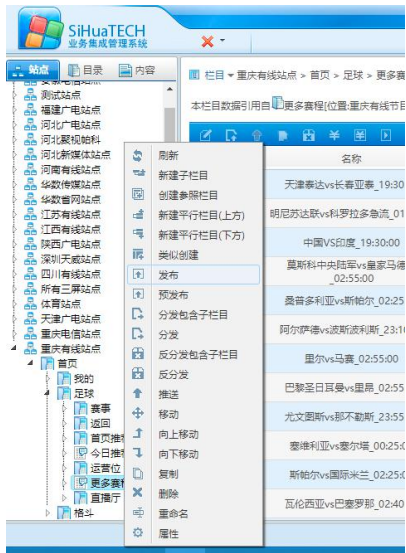 SiHuaTECH
业务集成管理系统
站点 目录 内容
测试站点
福建广电站点
河北广电站点
河北聚视帕科
河北新媒体站点
河南有线站点
华数传媒站点
华数省网站点
江苏有线站点
江西有线站点
陕西广电站点
深圳天威站点
四川有线站点
所有三屏站点
体育站点
天津广电站点
重庆电信站点
重庆有线站点
首页
我的
足球
赛事
返回
首页推
今日推
运营位
更多赛
直播厅
格斗
刷新
新建子栏目
创建参照栏目
新建平行栏目(上方)
新建平行栏目(下方)
类似创建
发布
预发布
分发包含子栏目
分发
反分发包含子栏目
反分发
推送
移动
向上移动
向下移动
复制
删除
重命名
属性
栏目 重庆有线站点 > 首页 > 足球 > 更多赛
本栏目数据引用自 更多赛程(位置:重庆有线节目
名称
天津泰达vs长春亚泰_19:30
明尼苏达联vs科罗拉多急流_01
中国VS印度_19:30:00
莫斯科中央陆军vs皇家马德
_02:55:00
桑普多利亚vs斯帕尔_02:25
阿尔萨德vs波斯波利斯_23:10
里尔vs马赛_02:55:00
巴黎圣日耳曼vs里昂_02:55
尤文图斯vs那不勒斯_23:55
塞维利亚vs塞尔塔_00:25:0
斯帕尔vs国际米兰_02:25:0
瓦伦西亚vs巴塞罗那_02:40